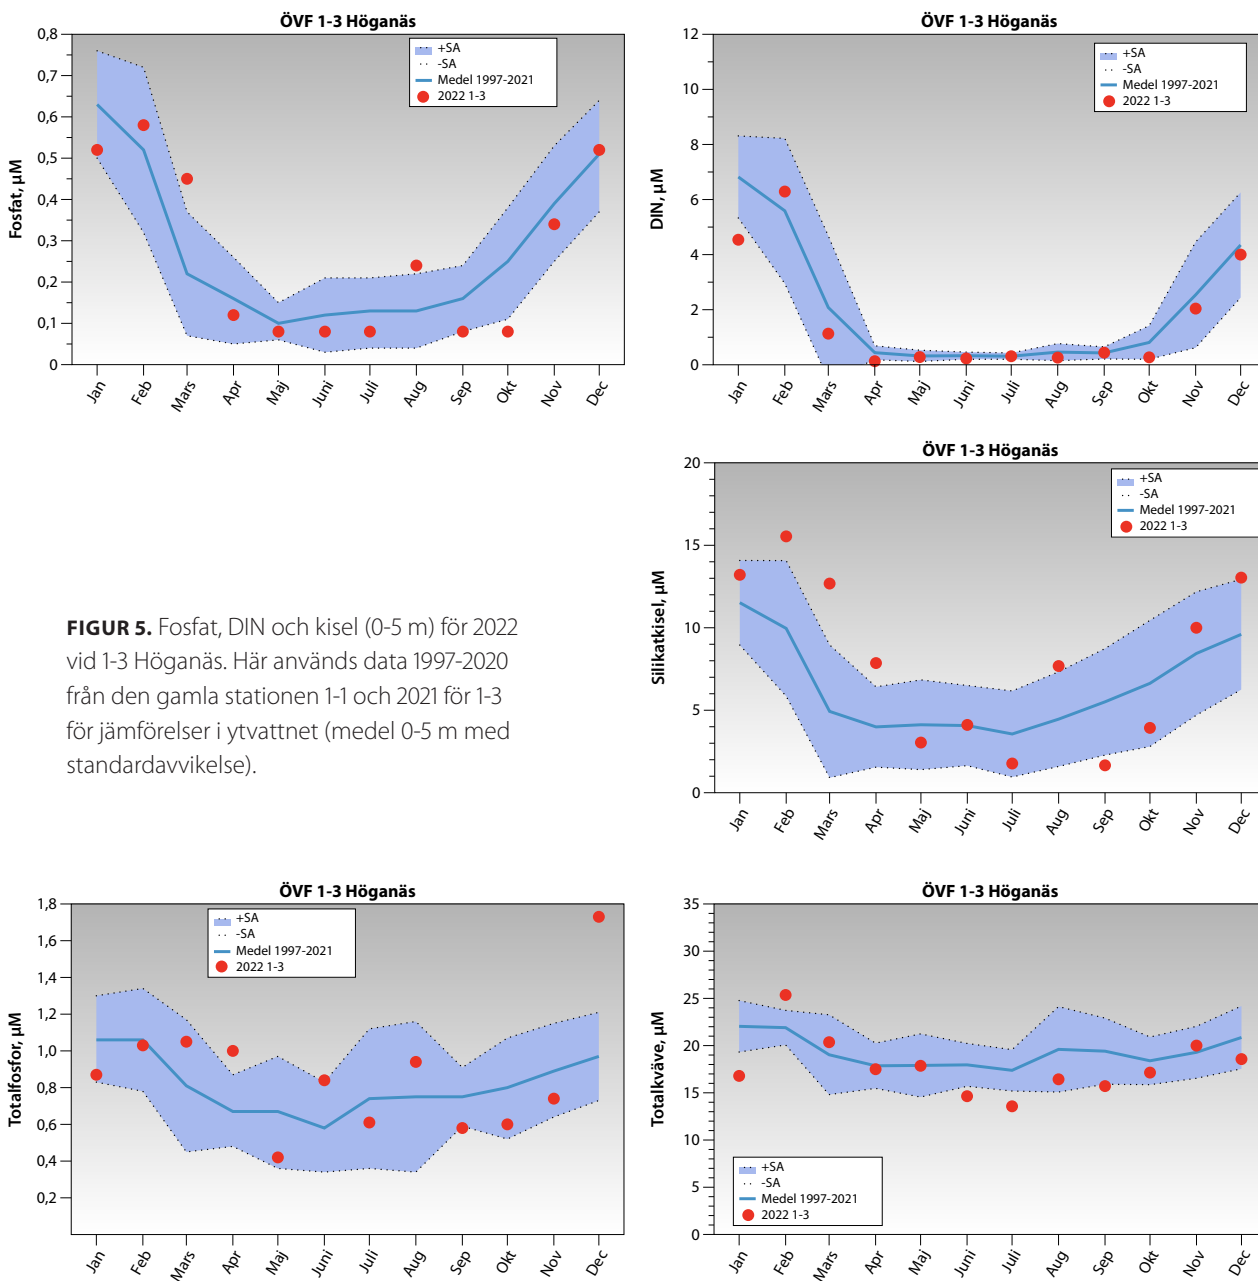 ÖVF 1-3 Höganäs
Fosfat, µM
0,8
0,7
0,6
0,5
0,4
0,3
0,2
0,1
0
+SA
-SA
Medel 1997-2021
2022 1-3
Jan Feb Mars Apr Maj Juni Juli Aug Sep Okt Nov Dec
ÖVF 1-3 Höganäs
DIN, µM
12
10
8
6
4
2
0
+SA
-SA
Medel 1997-2021
2022 1-3
Jan Feb Mars Apr Maj Juni Juli Aug Sep Okt Nov Dec
ÖVF 1-3 Höganäs
Silikatkisel, µM
20
15
10
5
0
+SA
-SA
Medel 1997-2021
2022 1-3
Jan Feb Mars Apr Maj Juni Juli Aug Sep Okt Nov Dec
FIGUR 5. Fosfat, DIN och kisel (0-5 m) för 2022
vid 1-3 Höganäs. Här används data 1997-2020
från den gamla stationen 1-1 och 2021 för 1-3
för jämförelser i ytvattnet (medel 0-5 m med
standardavvikelse).
ÖVF 1-3 Höganäs
Totalfosfor, µM
1,8
1,6
1,4
1,2
1,0
0,8
0,6
0,4
0,2
+SA
-SA
Medel 1997-2021
2022 1-3
Jan Feb Mars Apr Maj Juni Juli Aug Sep Okt Nov Dec
ÖVF 1-3 Höganäs
Totalkväve, µM
35
30
25
20
15
10
5
0
+SA
-SA
Medel 1997-2021
2022 1-3
Jan Feb Mars Apr Maj Juni Juli Aug Sep Okt Nov Dec